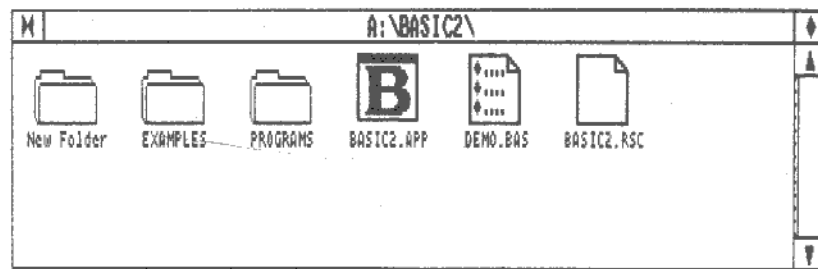 A:\BASIC2\
New Folder EXAMPLES PROGRAMS BASIC2.APP DEMO.BAS BASIC2.RSC